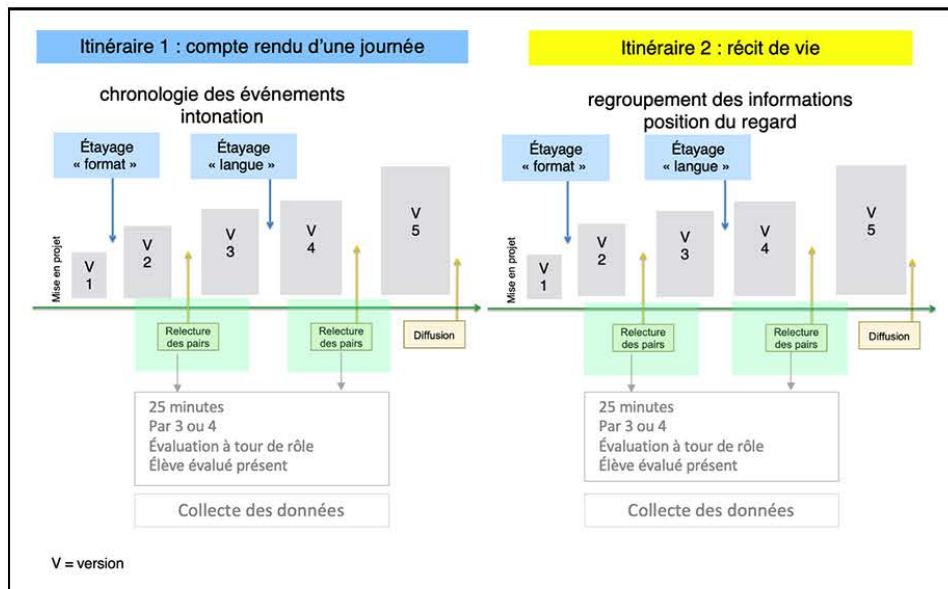 Itinéraire 1 : compte rendu d'une journée
chronologie des événements
intonation
Étayage
« format »
Étayage
« langue »
Mise en projet
V
1
V
2
V
3
V
4
V
5
Relecture
des pairs
Relecture
des pairs
Diffusion
25 minutes
Par 3 ou 4
Évaluation à tour de rôle
Élève évalué présent
Collecte des données
V = version
Itinéraire 2 : récit de vie
regroupement des informations
position du regard
Étayage
« format »
Étayage
« langue »
Mise en projet
V
1
V
2
V
3
V
4
V
5
Relecture
des pairs
Relecture
des pairs
Diffusion
25 minutes
Par 3 ou 4
Évaluation à tour de rôle
Élève évalué présent
Collecte des données